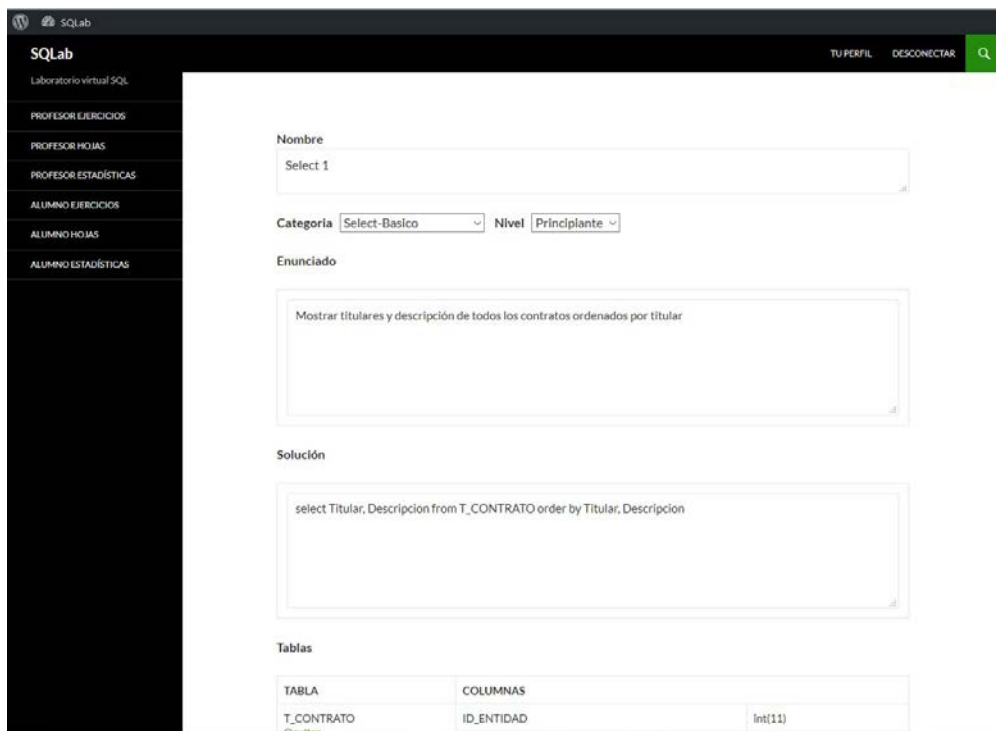 SQLab
SQLab
TU PERFIL DESCONECTAR
Laboratorio virtual SQL
PROFESOR EJERCICIOS
PROFESOR HOJAS
PROFESOR ESTADÍSTICAS
ALUMNO EJERCICIOS
ALUMNO HOJAS
ALUMNO ESTADÍSTICAS
Nombre
Select 1
Categoria Select-Basico Nivel Principiante
Enunciado
Mostrar titulares y descripción de todos los contratos ordenados por titular
Solución
select Titular, Descripcion from T_CONTRATO order by Titular, Descripcion
Tablas
TABLA COLUMNAS
T_CONTRATO ID_ENTIDAD int(11)